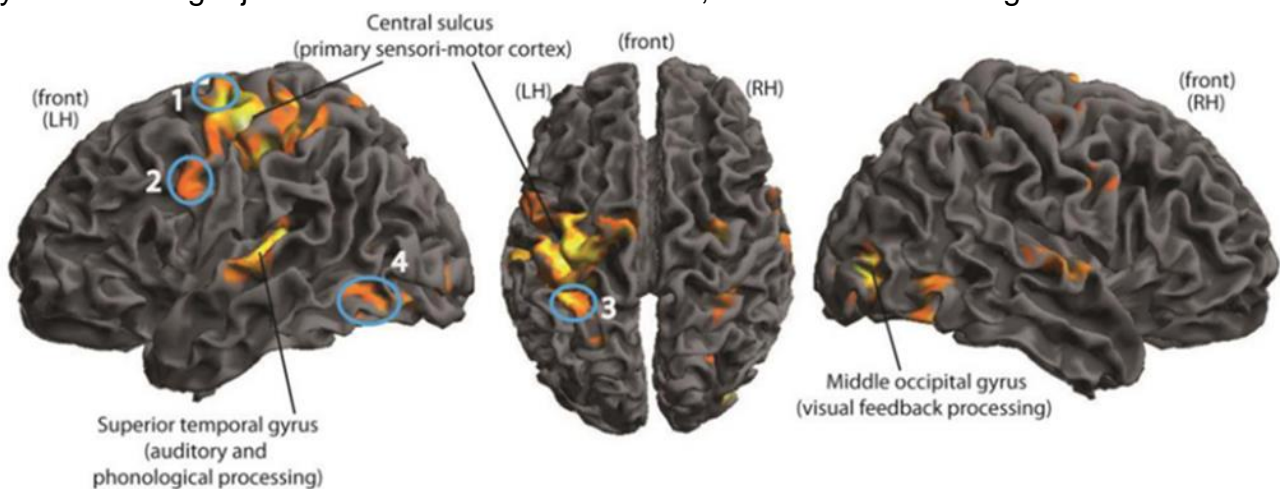 Central sulcus
(primary sensori-motor cortex)
(front)
(LH)
1
2
4
Superior temporal gyrus
(auditory and
phonological processing)
(front)
(LH)
(RH)
3
(front)
(RH)
Middle occipital gyrus
(visual feedback processing)